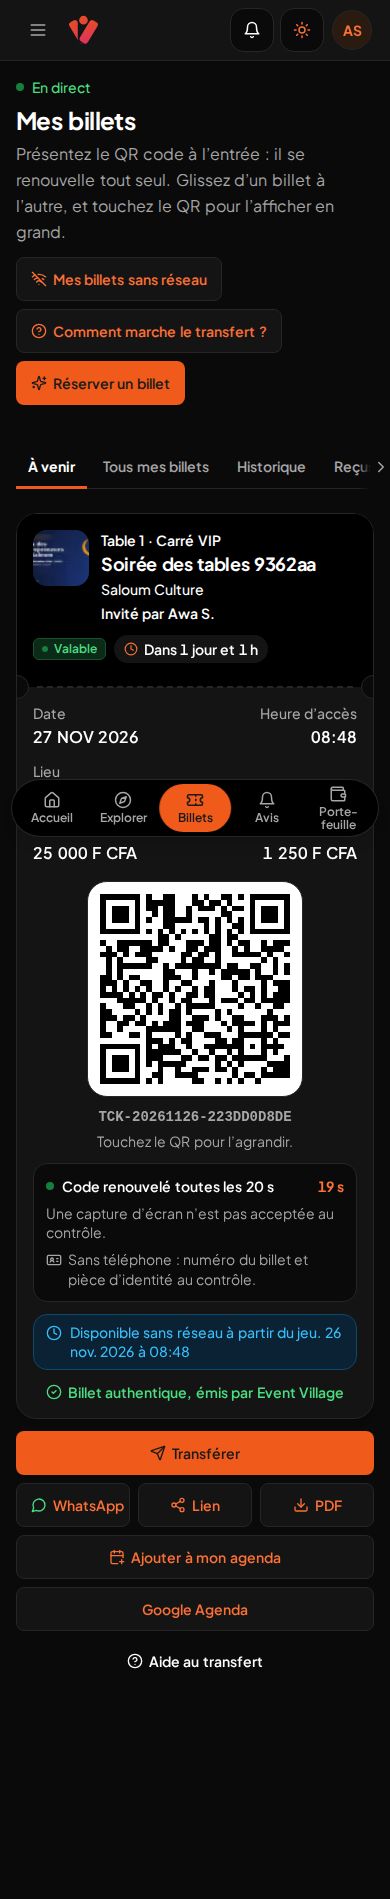 AS
En direct
Mes billets
Présentez le QR code à l’entrée : il se
renouvelle tout seul. Glissez d’un billet à
l’autre, et touchez le QR pour l’afficher en
grand.
Mes billets sans réseau
Comment marche le transfert ?
Réserver un billet
À venir
Tous mes billets
Historique
Reçus
Table 1 · Carré VIP
Soirée des tables 9362aa
Saloum Culture
Invité par Awa S.
Valable
Dans 1 jour et 1 h
Date
Heure d’accès
27 NOV 2026
08:48
Lieu
Accueil
Explorer
Billets
Avis
Porte-
feuille
25 000 F CFA
1 250 F CFA
TCK-20261126-223DD0D8DE
Touchez le QR pour l’agrandir.
Code renouvelé toutes les 20 s
19 s
Une capture d’écran n’est pas acceptée au
contrôle.
Sans téléphone : numéro du billet et
pièce d’identité au contrôle.
Disponible sans réseau à partir du jeu. 26
nov. 2026 à 08:48
Billet authentique, émis par Event Village
Transférer
WhatsApp
Lien
PDF
Ajouter à mon agenda
Google Agenda
Aide au transfert